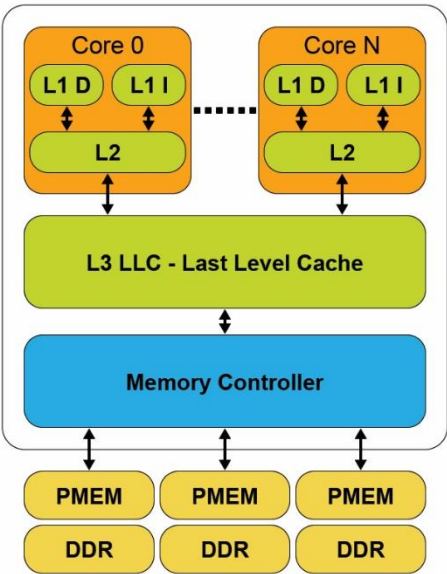 Core 0 Core N
L1 D L1 I L1 D L1 I
L2 L2
L3 LLC - Last Level Cache
Memory Controller
PMEM PMEM PMEM
DDR DDR DDR